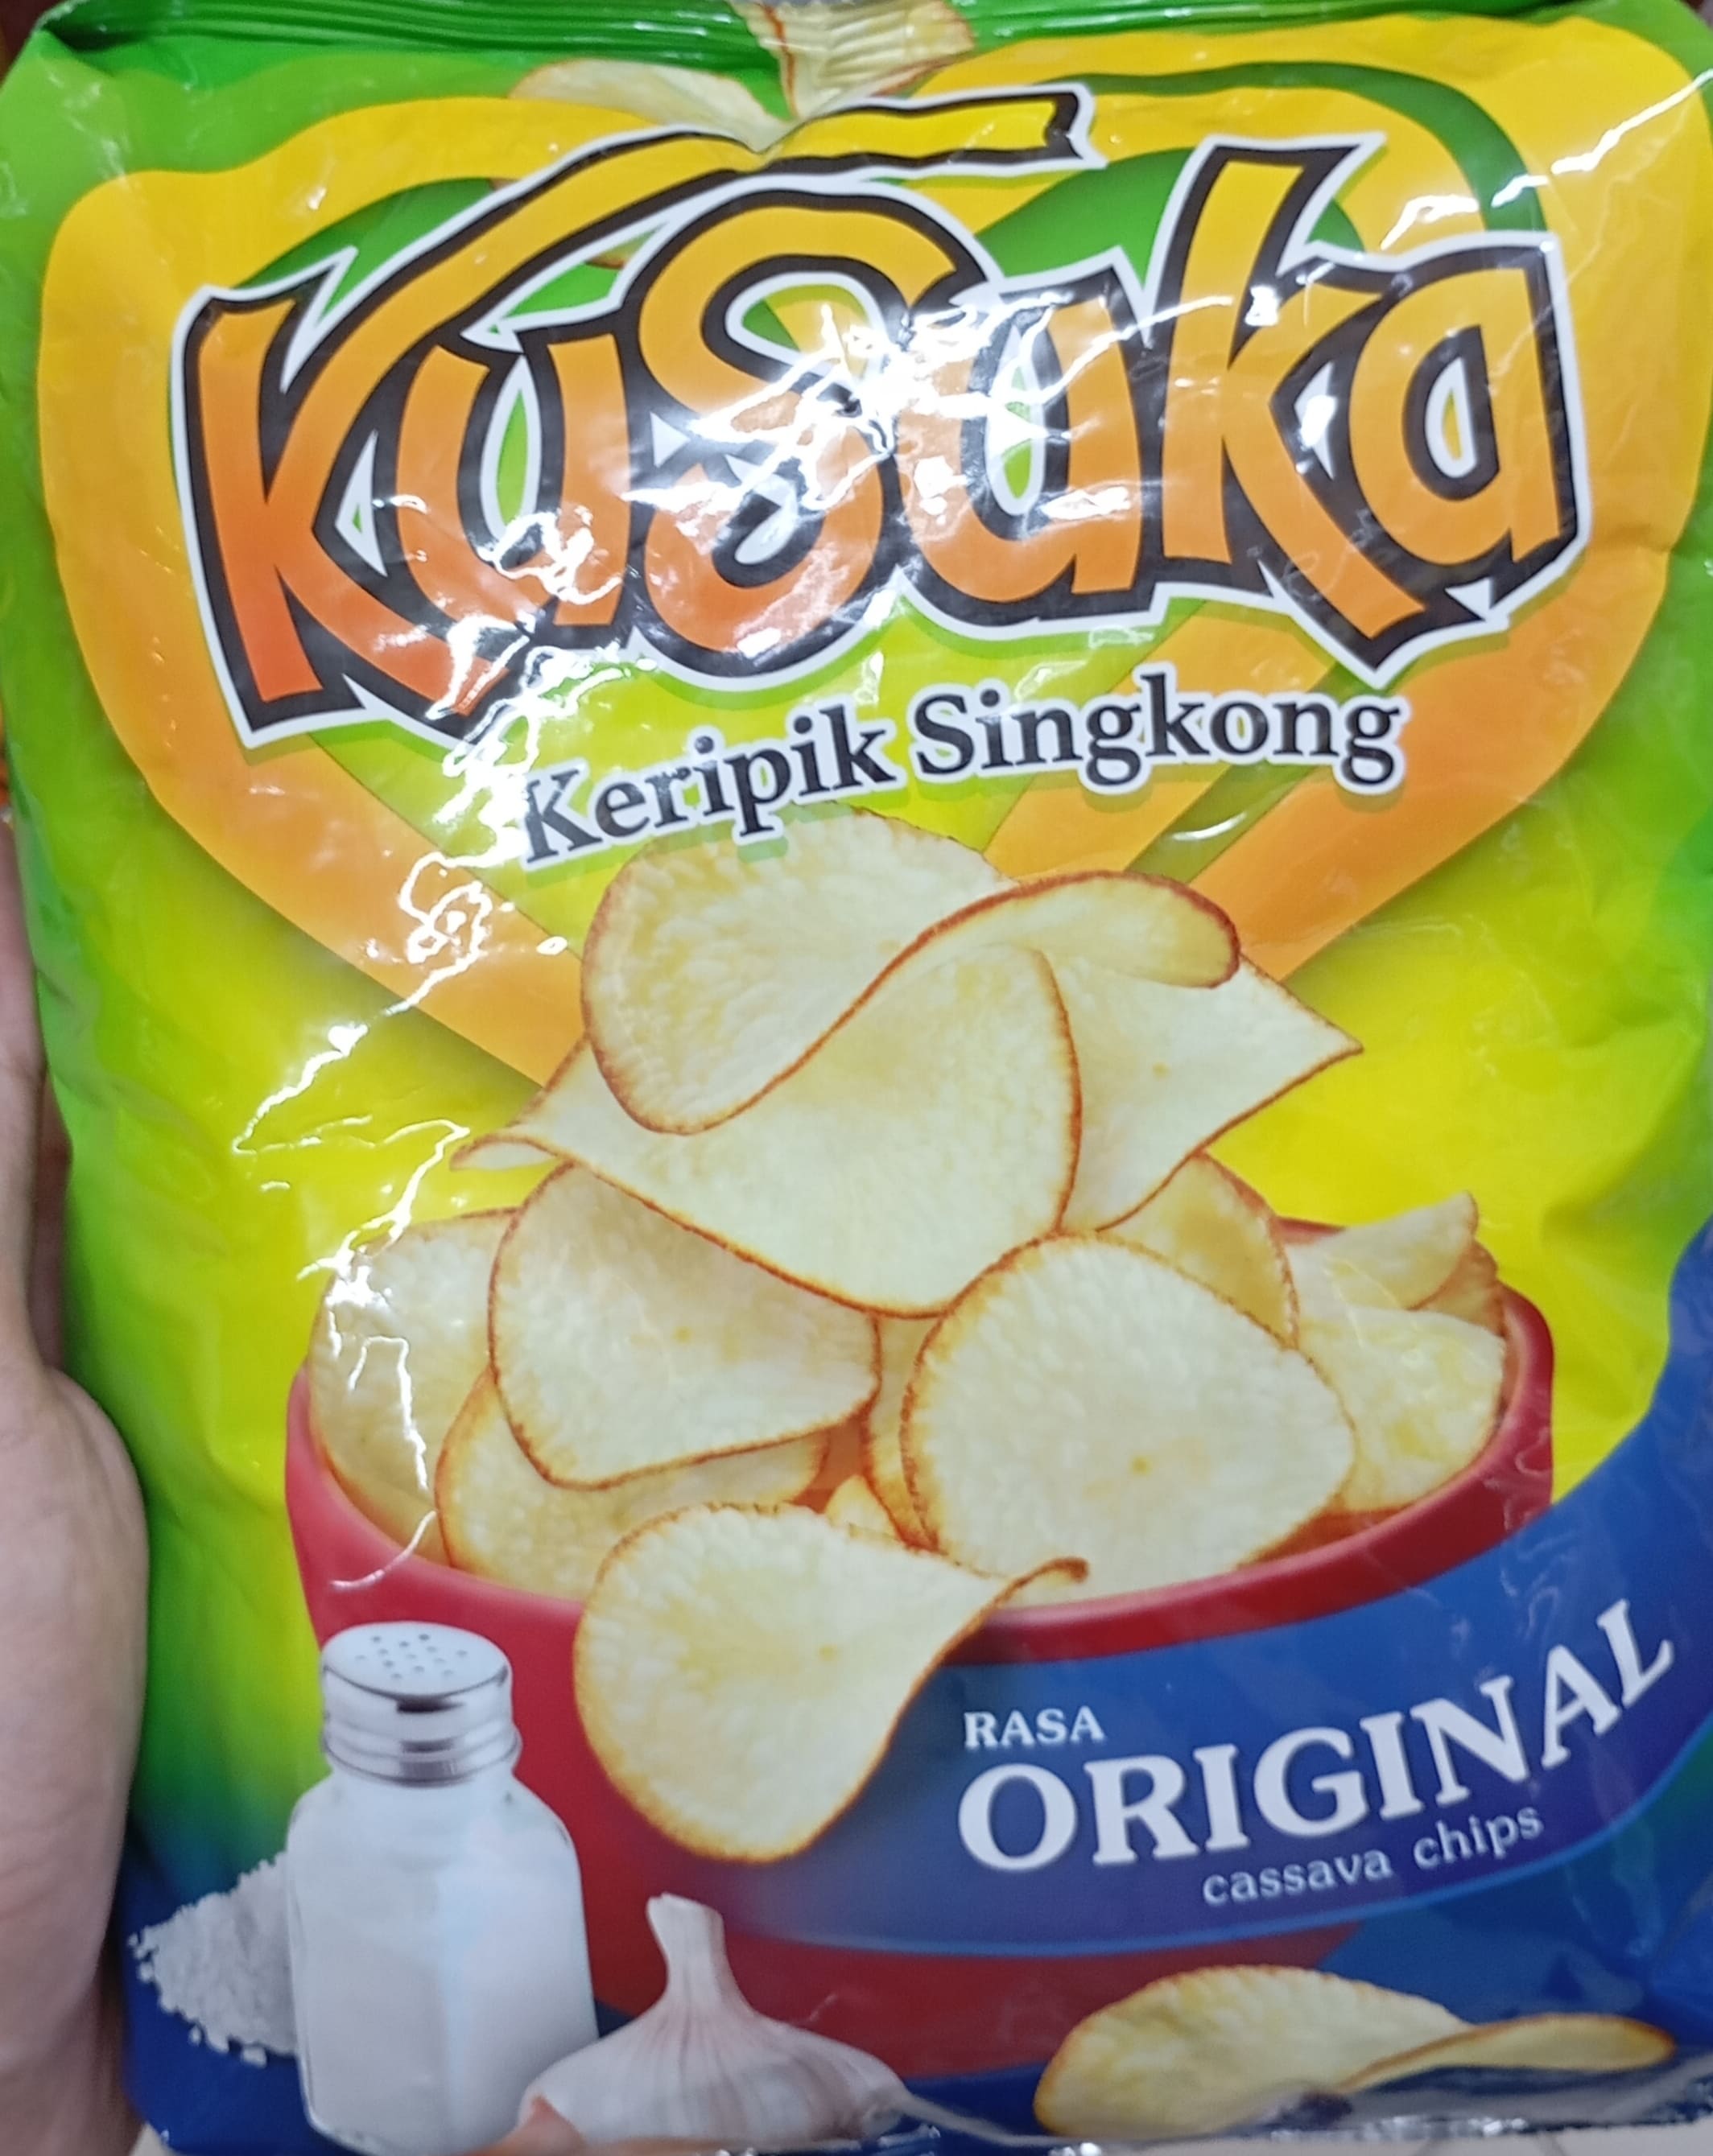 Kusuka
Keripik Singkong
RASA
ORIGINAL
cassava chips